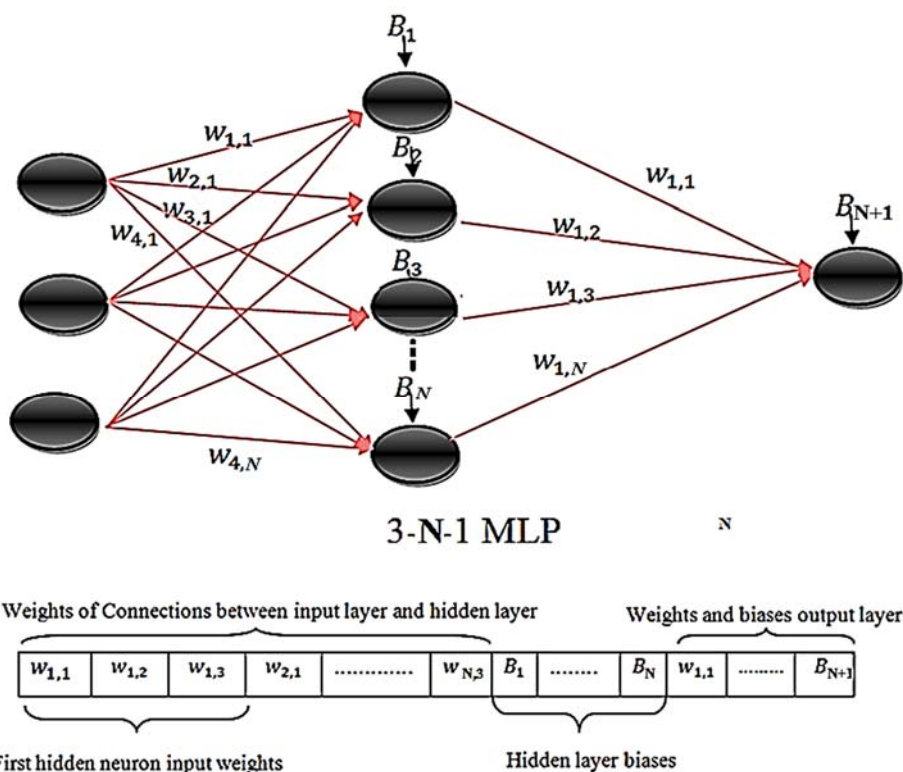 B1
w1,1
B2
w2,1
w1,1
w3,1
BN+1
w4,1
w1,2
B3
w1,3
BN
w1,N
w4,N
3-N-1 MLP
N
Weights of Connections between input layer and hidden layer
Weights and biases output layer
w1,1 w1,2 w1,3 w2,1 ............. wN,3 B1 ........ BN w1,1 ......... BN+1
First hidden neuron input weights
Hidden layer biases